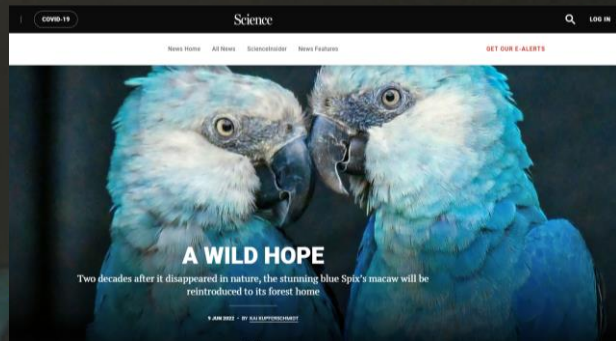 COVID-19
Science
LOG IN
News Home All News ScienceInsider News Features
GET OUR E-ALERTS
A WILD HOPE
Two decades after it disappeared in nature, the stunning blue Spix's macaw will be
reintroduced to its forest home
9 JUN 2022 • BY KAI KUPFERSCHMIDT